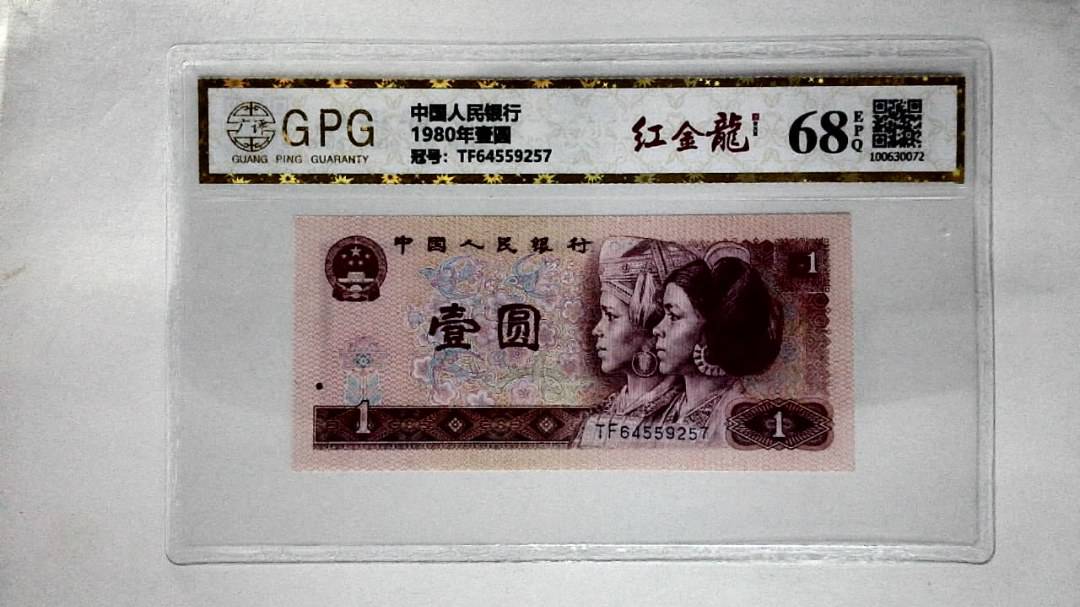 GPG
GUANG PING GUARANTY
中国人民银行
1980年壹圆
冠号：TF64559257
红金龍
68
EPQ
100630072
中国人民银行
1
壹圆
1
TF64559257
1